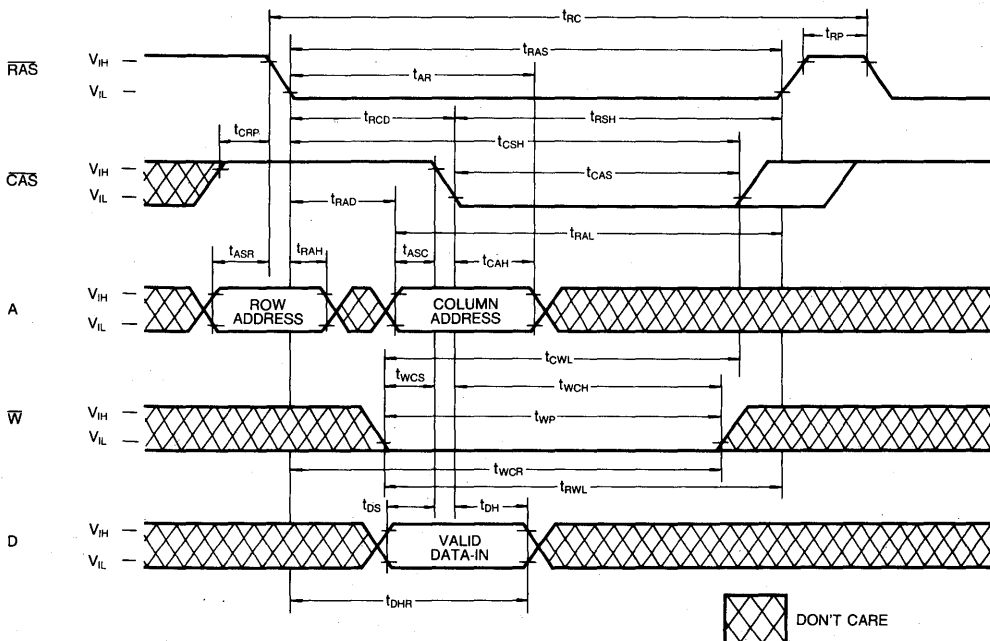 tRC
tRP
tRAS
RAS
VIH
VIL
tAR
tRCD
tRSH
tCRP
tCSH
CAS
VIH
VIL
tCAS
tRAD
tRAL
tASR
tRAH
tASC
tCAH
A
VIH
VIL
ROW
ADDRESS
COLUMN
ADDRESS
tCWL
tWCS
tWCH
W
VIH
VIL
tWP
tWCR
tRWL
tDS
tDH
D
VIH
VIL
VALID
DATA-IN
tDHR
DON'T CARE